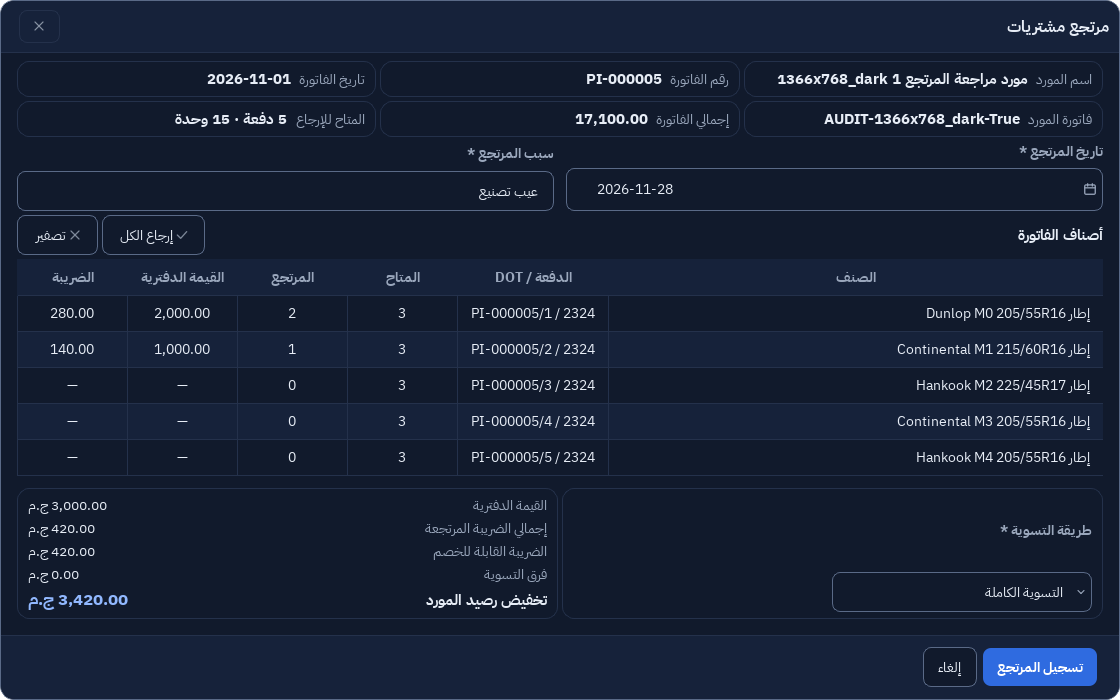 مرتجع مشتريات
اسم المورد مورد مراجعة المرتجع 1 1366x768_dark
رقم الفاتورة PI-000005
تاريخ الفاتورة 2026-11-01
فاتورة المورد AUDIT-1366x768_dark-True
إجمالي الفاتورة 17,100.00
المتاح للإرجاع 5 دفعة · 15 وحدة
تاريخ المرتجع *
سبب المرتجع *
2026-11-28
عيب تصنيع
أصناف الفاتورة
إرجاع الكل
تصفير
الصنف الدفعة / DOT المتاح المرتجع القيمة الدفترية الضريبة
إطار Dunlop M0 205/55R16 PI-000005/1 / 2324 3 2 2,000.00 280.00
إطار Continental M1 215/60R16 PI-000005/2 / 2324 3 1 1,000.00 140.00
إطار Hankook M2 225/45R17 PI-000005/3 / 2324 3 0 — —
إطار Continental M3 205/55R16 PI-000005/4 / 2324 3 0 — —
إطار Hankook M4 205/55R16 PI-000005/5 / 2324 3 0 — —
طريقة التسوية *
التسوية الكاملة
القيمة الدفترية 3,000.00 ج.م
إجمالي الضريبة المرتجعة 420.00 ج.م
الضريبة القابلة للخصم 420.00 ج.م
فرق التسوية 0.00 ج.م
تخفيض رصيد المورد 3,420.00 ج.م
تسجيل المرتجع
إلغاء